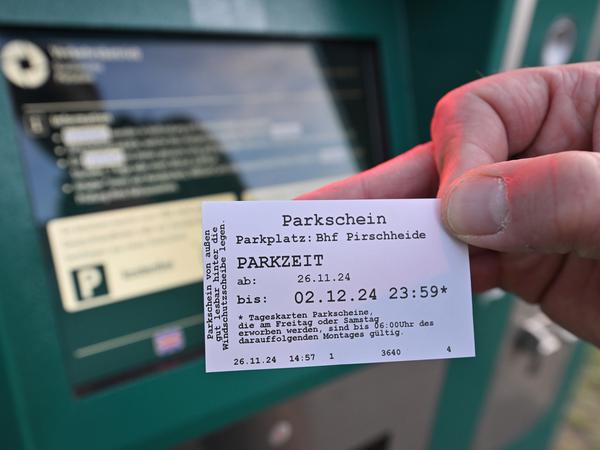 Parkschein
Parkplatz: Bhf Pirschheide
PARKZEIT
ab: 26.11.24
bis: 02.12.24 23:59*
* Tageskarten Parkscheine,
die am Freitag oder Samstag
erworben werden, sind bis 06:00Uhr des
darauffolgenden Montages gültig.
26.11.24 14:57 1 3640 4
Parkschein von außen
gut lesbar hinter die
Windschutzscheibe legen.
P